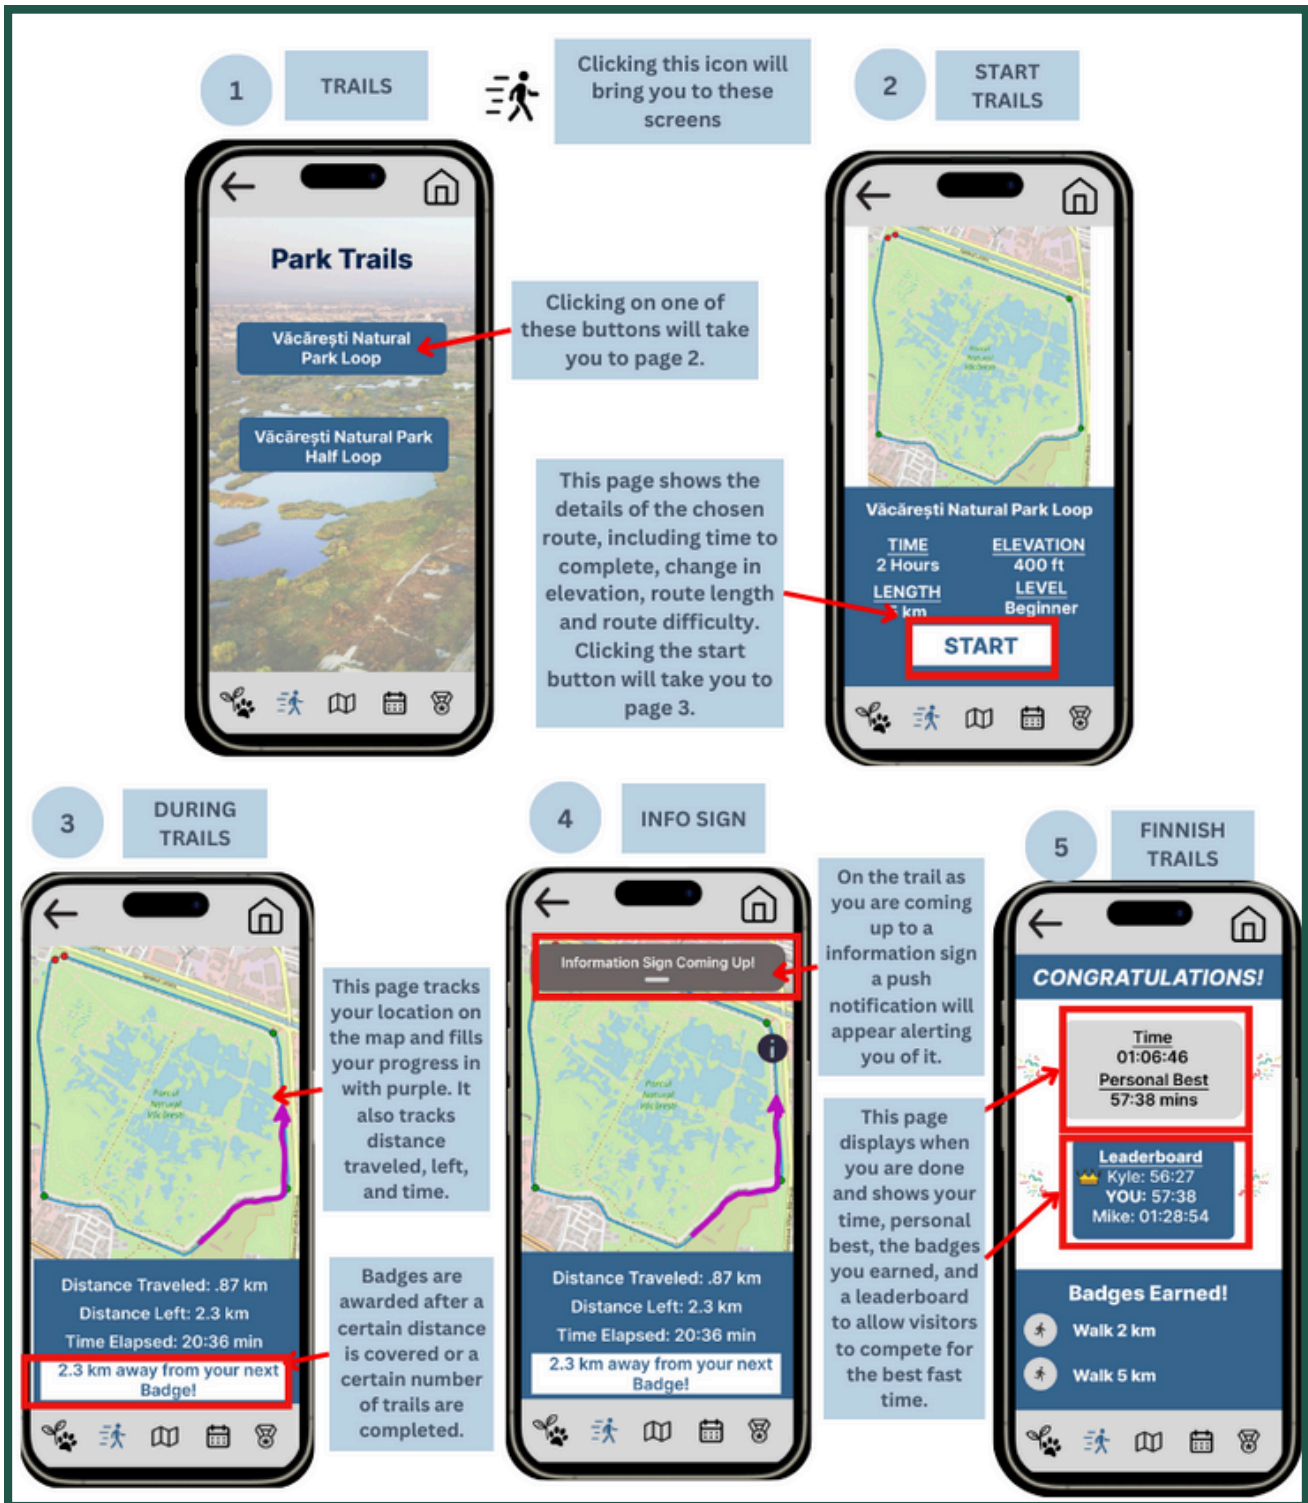 1
TRAILS
Clicking this icon will
bring you to these
screens
2
START
TRAILS
Park Trails
Văcărești Natural
Park Loop
Văcărești Natural Park
Half Loop
Clicking on one of
these buttons will take
you to page 2.
This page shows the
details of the chosen
route, including time to
complete, change in
elevation, route length
and route difficulty.
Clicking the start
button will take you to
page 3.
Parcul
Natural
Văcărești
Văcărești Natural Park Loop
TIME
2 Hours
ELEVATION
400 ft
LENGTH
km
LEVEL
Beginner
START
3
DURING
TRAILS
Parcul
Natural
Văcărești
Distance Traveled: .87 km
Distance Left: 2.3 km
Time Elapsed: 20:36 min
2.3 km away from your next
Badge!
This page tracks
your location on
the map and fills
your progress in
with purple. It
also tracks
distance
traveled, left,
and time.
Badges are
awarded after a
certain distance
is covered or a
certain number
of trails are
completed.
4
INFO SIGN
Information Sign Coming Up!
i
Parcul
Natural
Văcărești
Distance Traveled: .87 km
Distance Left: 2.3 km
Time Elapsed: 20:36 min
2.3 km away from your next
Badge!
On the trail as
you are coming
up to a
information sign
a push
notification will
appear alerting
you of it.
This page
displays when
you are done
and shows your
time, personal
best, the badges
you earned, and
a leaderboard
to allow visitors
to compete for
the best fast
time.
5
FINNISH
TRAILS
CONGRATULATIONS!
Time
01:06:46
Personal Best
57:38 mins
Leaderboard
Kyle: 56:27
YOU: 57:38
Mike: 01:28:54
Badges Earned!
Walk 2 km
Walk 5 km